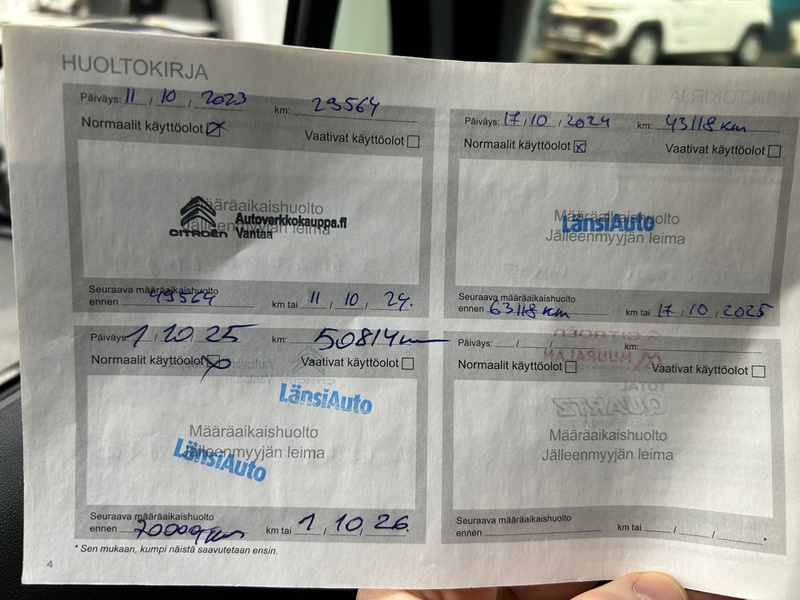 HUOLTOKIRJA
Päiväys: 11 / 10 / 2023 km: 29564
Normaalit käyttöolot Vaativat käyttöolot
Määräaikaishuolto
Jälleenmyyjän leima
CITROËN
Autoverkkokauppa.fi
Vantaa
Seuraava määräaikaishuolto
ennen 49564 km tai 11 / 10 / 24.
Päiväys: 17 / 10 / 2024 km: 43118 km
Normaalit käyttöolot Vaativat käyttöolot
Määräaikaishuolto
LänsiAuto
Jälleenmyyjän leima
Seuraava määräaikaishuolto
ennen 63118 km km tai 17 / 10 / 2025
Päiväys: 1 / 10 / 25 km: 50814 km
Normaalit käyttöolot Vaativat käyttöolot
LänsiAuto
Määräaikaishuolto
Jälleenmyyjän leima
LänsiAuto
Seuraava määräaikaishuolto
ennen km tai 1 / 10 / 26.
Päiväys: / / km:
Normaalit käyttöolot Vaativat käyttöolot
Määräaikaishuolto
Jälleenmyyjän leima
Seuraava määräaikaishuolto
ennen km tai / / .
* Sen mukaan, kumpi näistä saavutetaan ensin.
4